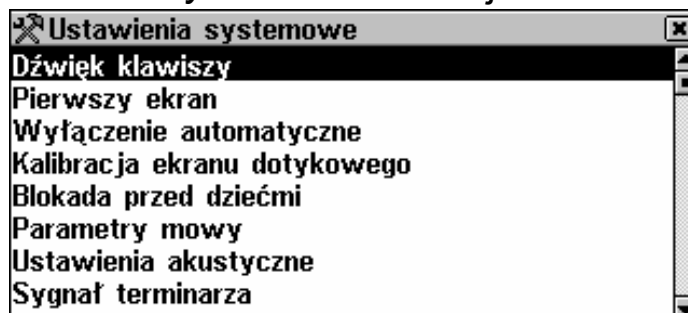 Ustawienia systemowe
Dźwięk klawiszy
Pierwszy ekran
Wyłączenie automatyczne
Kalibracja ekranu dotykowego
Blokada przed dziećmi
Parametry mowy
Ustawienia akustyczne
Sygnał terminarza